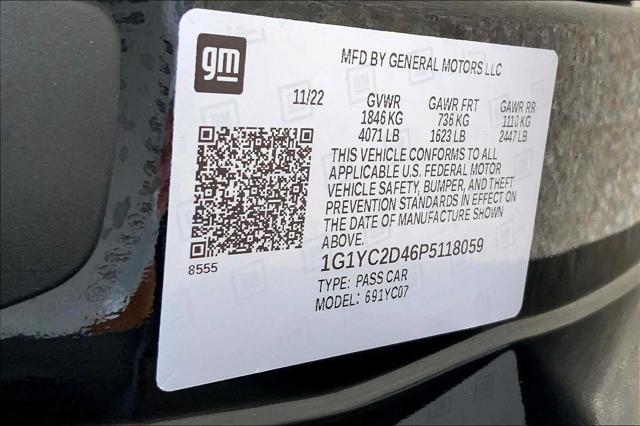 gm
MFD BY GENERAL MOTORS LLC
11/22 GVWR GAWR FRT GAWR RR
1846 KG 736 KG 1110 KG
4071 LB 1623 LB 2447 LB
THIS VEHICLE CONFORMS TO ALL
APPLICABLE U.S. FEDERAL MOTOR
VEHICLE SAFETY, BUMPER, AND THEFT
PREVENTION STANDARDS IN EFFECT ON
THE DATE OF MANUFACTURE SHOWN
ABOVE.
8555
1G1YC2D46P5118059
TYPE: PASS CAR
MODEL: 691YC07